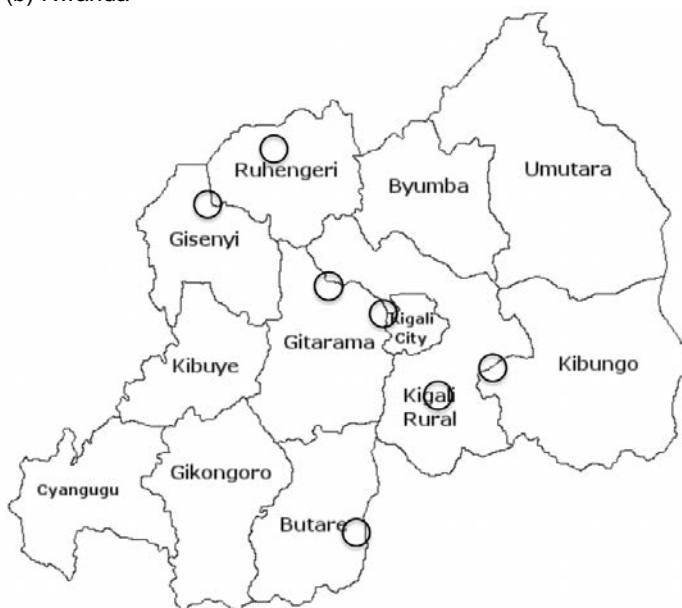 (b) Rwanda
Ruhengeri
Byumba
Umutara
Gisenyi
Kigali
City
Gitarama
Kibuye
Kibungo
Kigali
Rural
Gikongoro
Cyangugu
Butare